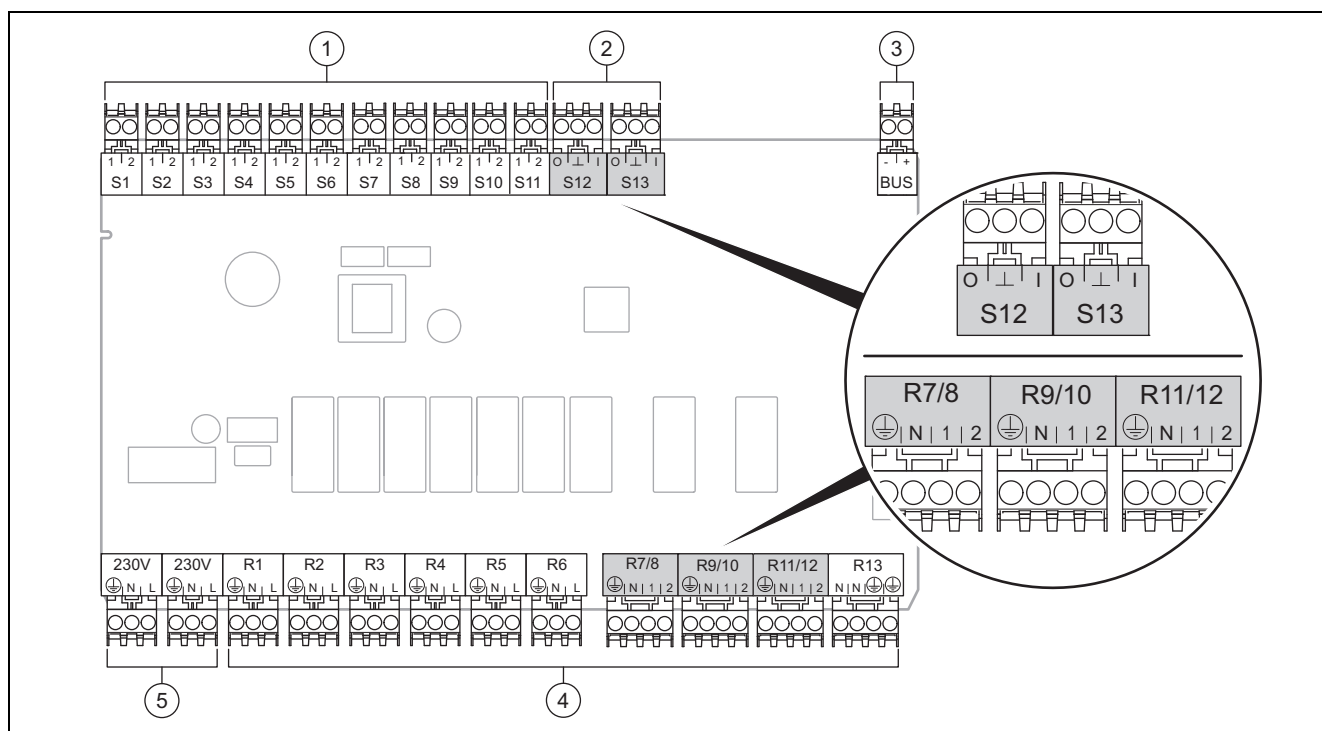 1 2 3
1 2 1 2 1 2 1 2 1 2 1 2 1 2 1 2 1 2 1 2 1 2 O ⊥ I O ⊥ I - +
S1 S2 S3 S4 S5 S6 S7 S8 S9 S10 S11 S12 S13 BUS
O ⊥ I O ⊥ I
S12 S13
R7/8 R9/10 R11/12
⏚ N 1 2 ⏚ N 1 2 ⏚ N 1 2
230V 230V R1 R2 R3 R4 R5 R6 R7/8 R9/10 R11/12 R13
⏚ N L ⏚ N L ⏚ N L ⏚ N L ⏚ N L ⏚ N L ⏚ N L ⏚ N L ⏚ N 1 2 ⏚ N 1 2 ⏚ N 1 2 N N ⏚ ⏚
5 4